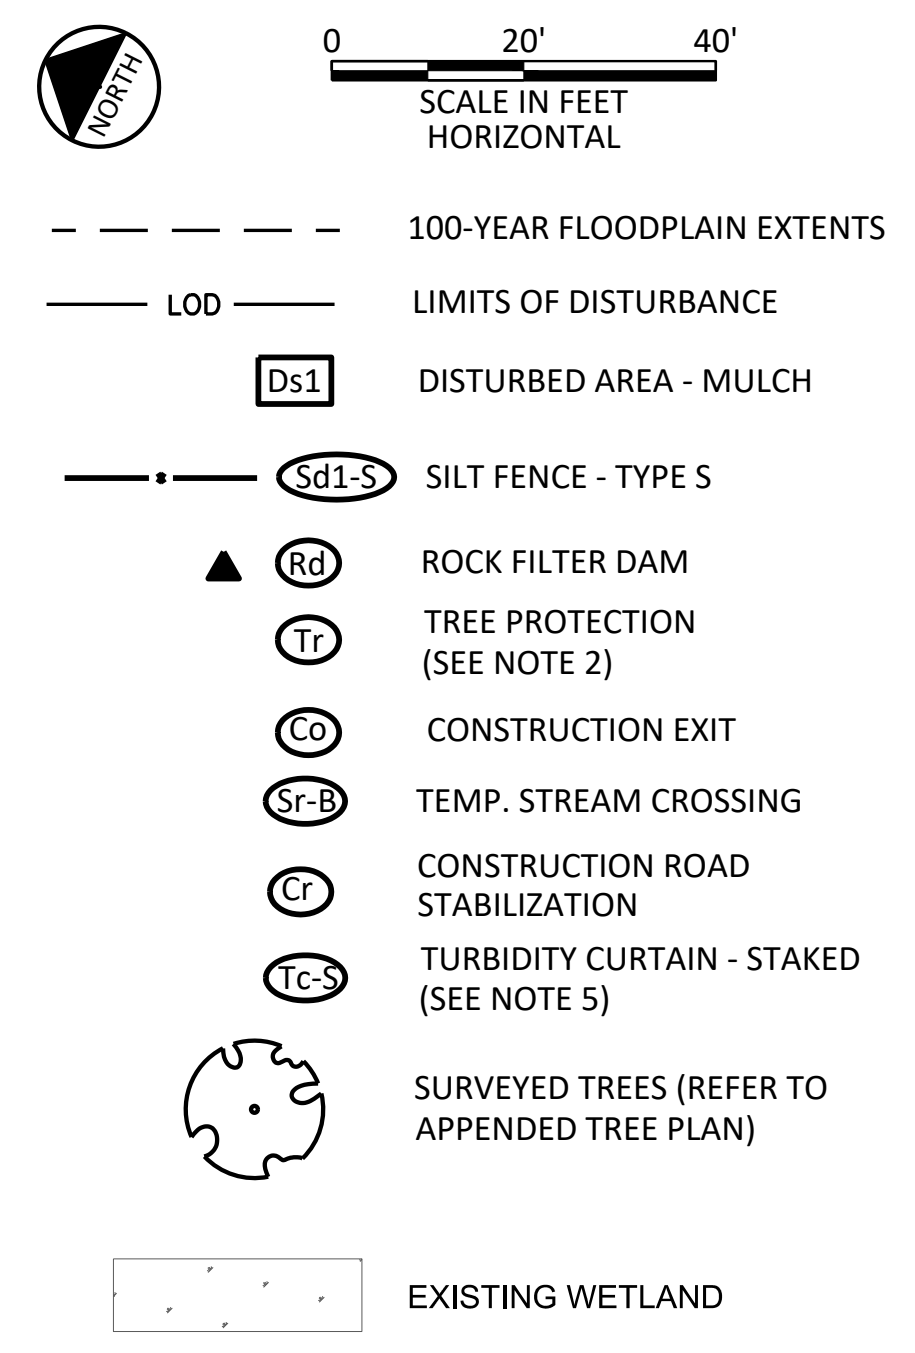 NORTH
0 20' 40'
SCALE IN FEET
HORIZONTAL
100-YEAR FLOODPLAIN EXTENTS
LOD LIMITS OF DISTURBANCE
Ds1 DISTURBED AREA - MULCH
Sd1-S SILT FENCE - TYPE S
Rd ROCK FILTER DAM
Tr TREE PROTECTION
(SEE NOTE 2)
Co CONSTRUCTION EXIT
Sr-B TEMP. STREAM CROSSING
Cr CONSTRUCTION ROAD
STABILIZATION
Tc-S TURBIDITY CURTAIN - STAKED
(SEE NOTE 5)
SURVEYED TREES (REFER TO
APPENDED TREE PLAN)
EXISTING WETLAND